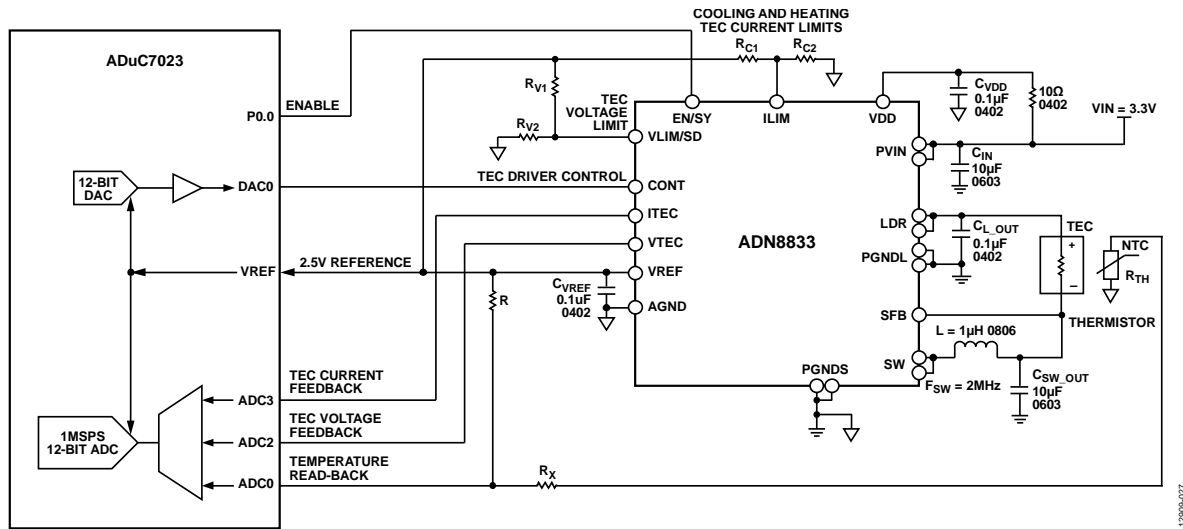 COOLING AND HEATING
TEC CURRENT LIMITS
RC1
RC2
ADuC7023
RV1
TEC
VOLTAGE
LIMIT
RV2
P0.0
ENABLE
EN/SY
ILIM
VDD
CVDD
0.1µF
0402
10Ω
0402
VIN = 3.3V
VLIM/SD
PVIN
CIN
10µF
0603
12-BIT
DAC
DAC0
TEC DRIVER CONTROL
CONT
ITEC
VTEC
ADN8833
LDR
PGNDL
CL_OUT
0.1µF
0402
TEC
+
–
NTC
RTH
THERMISTOR
VREF
2.5V REFERENCE
VREF
R
CVREF
0.1uF
0402
AGND
SFB
L = 1µH 0806
SW
FSW = 2MHz
CSW_OUT
10µF
0603
PGNDS
TEC CURRENT
FEEDBACK
ADC3
TEC VOLTAGE
FEEDBACK
ADC2
1MSPS
12-BIT ADC
TEMPERATURE
READ-BACK
ADC0
RX
12909-027